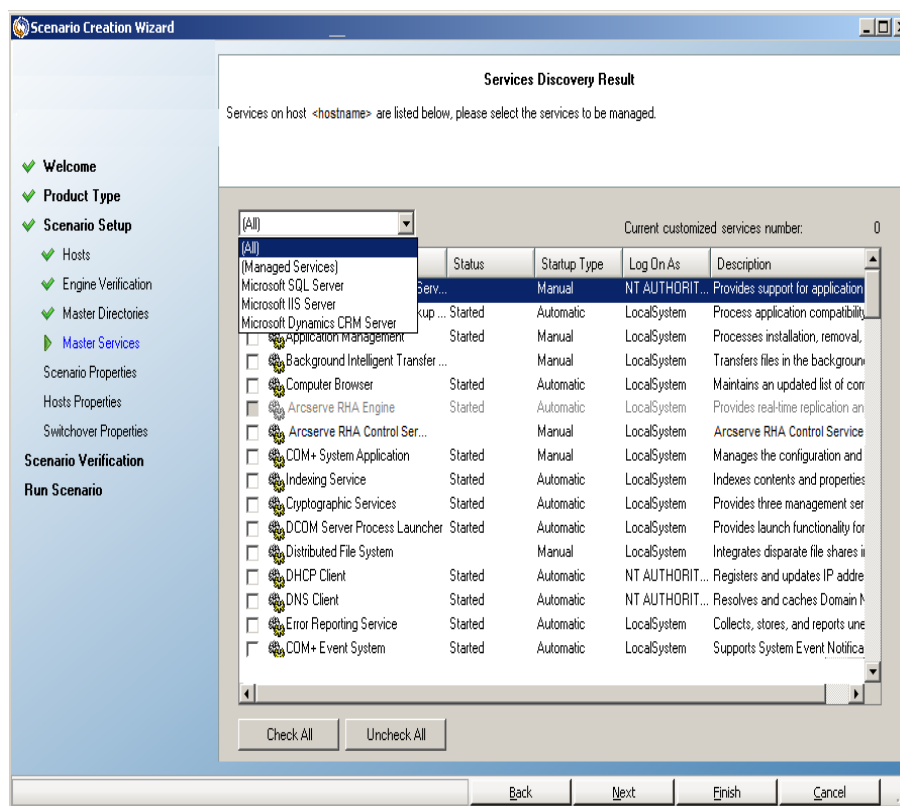 Scenario Creation Wizard
Services Discovery Result
Services on host <hostname> are listed below, please select the services to be managed.
Welcome
Product Type
Scenario Setup
Hosts
Engine Verification
Master Directories
Master Services
Scenario Properties
Hosts Properties
Switchover Properties
Scenario Verification
Run Scenario
(All)
Current customized services number: 0
(All)
(Managed Services)
Microsoft SQL Server
Microsoft IIS Server
Microsoft Dynamics CRM Server
Status Startup Type Log On As Description
Serv... Manual NT AUTHORIT... Provides support for application
kup ... Started Automatic LocalSystem Process application compatibility
Application Management Started Manual LocalSystem Processes installation, removal,
Background Intelligent Transfer ... Manual LocalSystem Transfers files in the backgroun
Computer Browser Started Automatic LocalSystem Maintains an updated list of com
Arcserve RHA Engine Started Automatic LocalSystem Provides real-time replication an
Arcserve RHA Control Ser... Manual LocalSystem Arcserve RHA Control Service
COM+ System Application Started Manual LocalSystem Manages the configuration and
Indexing Service Started Automatic LocalSystem Indexes contents and properties
Cryptographic Services Started Automatic LocalSystem Provides three management ser
DCOM Server Process Launcher Started Automatic LocalSystem Provides launch functionality for
Distributed File System Manual LocalSystem Integrates disparate file shares i
DHCP Client Started Automatic NT AUTHORIT... Registers and updates IP addre
DNS Client Started Automatic NT AUTHORIT... Resolves and caches Domain N
Error Reporting Service Started Automatic LocalSystem Collects, stores, and reports une
COM+ Event System Started Automatic LocalSystem Supports System Event Notifica
Check All
Uncheck All
Back
Next
Finish
Cancel